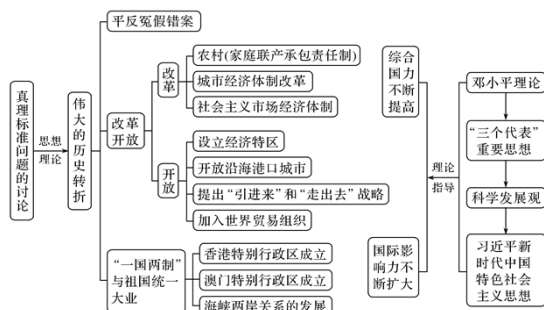 真理标准问题的讨论
思想
理论
伟大的历史转折
平反冤假错案
改革
开放
改革
农村(家庭联产承包责任制)
城市经济体制改革
社会主义市场经济体制
开放
设立经济特区
开放沿海港口城市
提出“引进来”和“走出去”战略
加入世界贸易组织
“一国两制”
与祖国统一
大业
香港特别行政区成立
澳门特别行政区成立
海峡两岸关系的发展
综合
国力
不断
提高
国际影
响力不
断扩大
理论
指导
邓小平理论
“三个代表”
重要思想
科学发展观
习近平新
时代中国
特色社会
主义思想